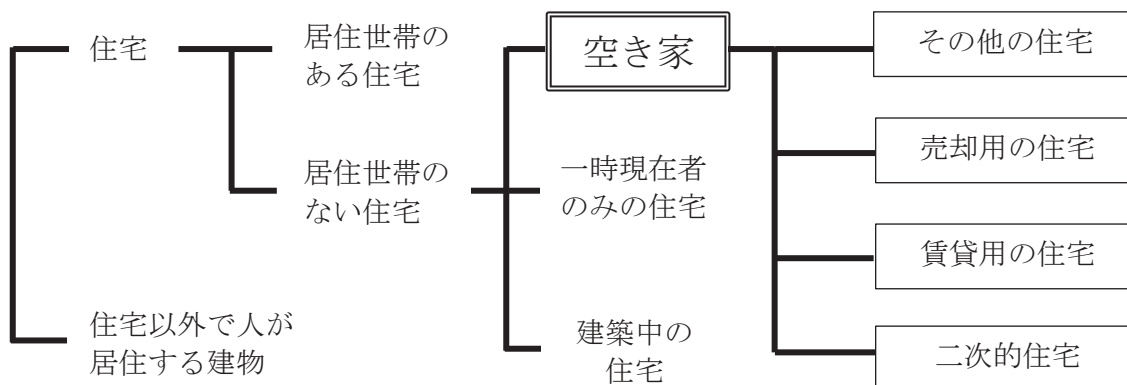 住宅
居住世帯の
ある住宅
空き家
その他の住宅
売却用の住宅
居住世帯の
ない住宅
一時現在者
のみの住宅
賃貸用の住宅
住宅以外で人が
居住する建物
建築中の
住宅
二次的住宅